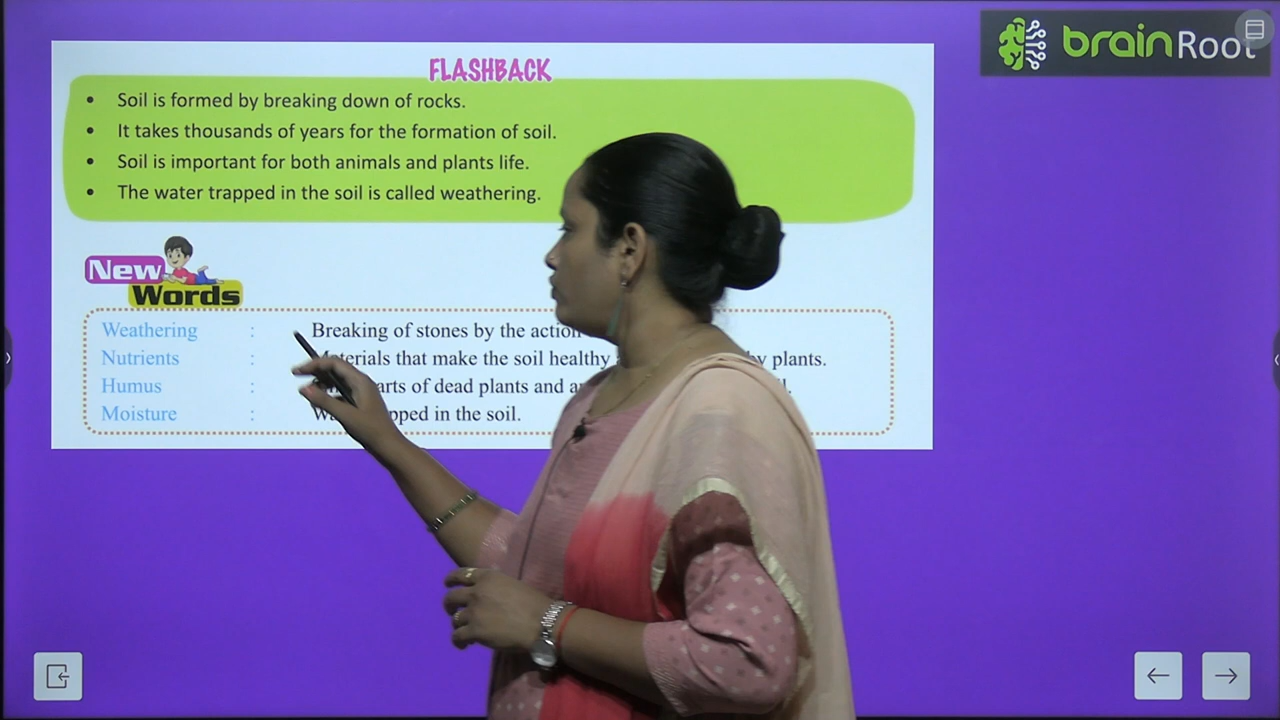 brainRoot
FLASHBACK
• Soil is formed by breaking down of rocks.
• It takes thousands of years for the formation of soil.
• Soil is important for both animals and plants life.
• The water trapped in the soil is called weathering.
New
Words
Weathering : Breaking of stones by the action
Nutrients : Materials that make the soil healthy by plants.
Humus : parts of dead plants and
Moisture : trapped in the soil.